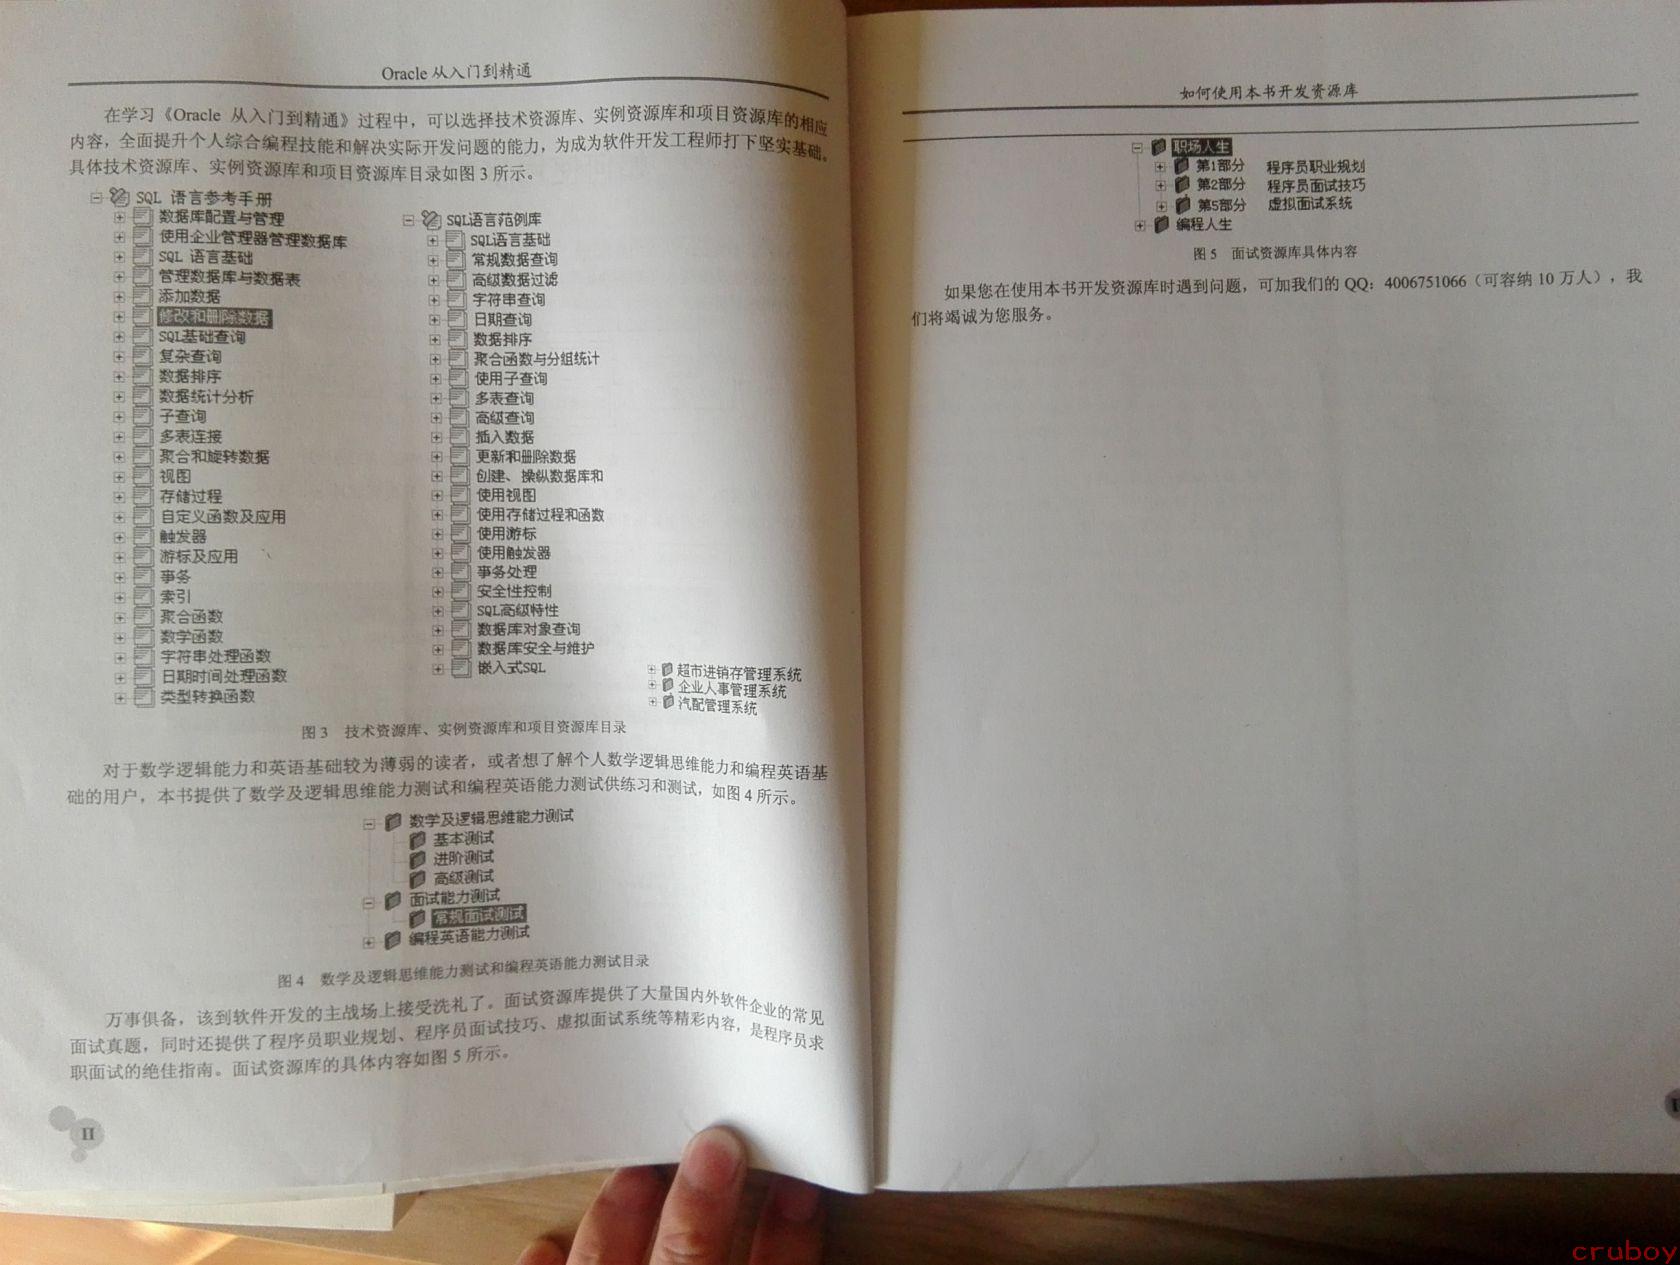 Oracle 从入门到精通
在学习《Oracle 从入门到精通》过程中，可以选择技术资源库、实例资源库和项目资源库的相应
内容，全面提升个人综合编程技能和解决实际开发问题的能力，为成为软件开发工程师打下坚实基础。
具体技术资源库、实例资源库和项目资源库目录如图 3 所示。
SQL 语言参考手册
数据库配置与管理
使用企业管理器管理数据库
SQL 语言基础
管理数据库与数据表
添加数据
修改和删除数据
SQL基础查询
复杂查询
数据排序
数据统计分析
子查询
多表连接
聚合和旋转数据
视图
存储过程
自定义函数及应用
触发器
游标及应用
事务
索引
聚合函数
数学函数
字符串处理函数
日期时间处理函数
类型转换函数
SQL语言范例库
SQL语言基础
常规数据查询
高级数据过滤
字符串查询
日期查询
数据排序
聚合函数与分组统计
使用子查询
多表查询
高级查询
插入数据
更新和删除数据
创建、操纵数据库和
使用视图
使用存储过程和函数
使用游标
使用触发器
事务处理
安全性控制
SQL高级特性
数据库对象查询
数据库安全与维护
嵌入式SQL
超市进销存管理系统
企业人事管理系统
汽配管理系统
图 3 技术资源库、实例资源库和项目资源库目录
对于数学逻辑能力和英语基础较为薄弱的读者，或者想了解个人数学逻辑思维能力和编程英语基
础的用户，本书提供了数学及逻辑思维能力测试和编程英语能力测试供练习和测试，如图 4 所示。
数学及逻辑思维能力测试
基本测试
进阶测试
高级测试
面试能力测试
常规面试测试
编程英语能力测试
图 4 数学及逻辑思维能力测试和编程英语能力测试目录
万事俱备，该到软件开发的主战场上接受洗礼了。面试资源库提供了大量国内外软件企业的常见
面试真题，同时还提供了程序员职业规划、程序员面试技巧、虚拟面试系统等精彩内容，是程序员求
职面试的绝佳指南。面试资源库的具体内容如图 5 所示。
II
如何使用本书开发资源库
职场人生
第1部分 程序员职业规划
第2部分 程序员面试技巧
第5部分 虚拟面试系统
编程人生
图 5 面试资源库具体内容
如果您在使用本书开发资源库时遇到问题，可加我们的 QQ：4006751066（可容纳 10 万人），我
们将竭诚为您服务。
cruboy